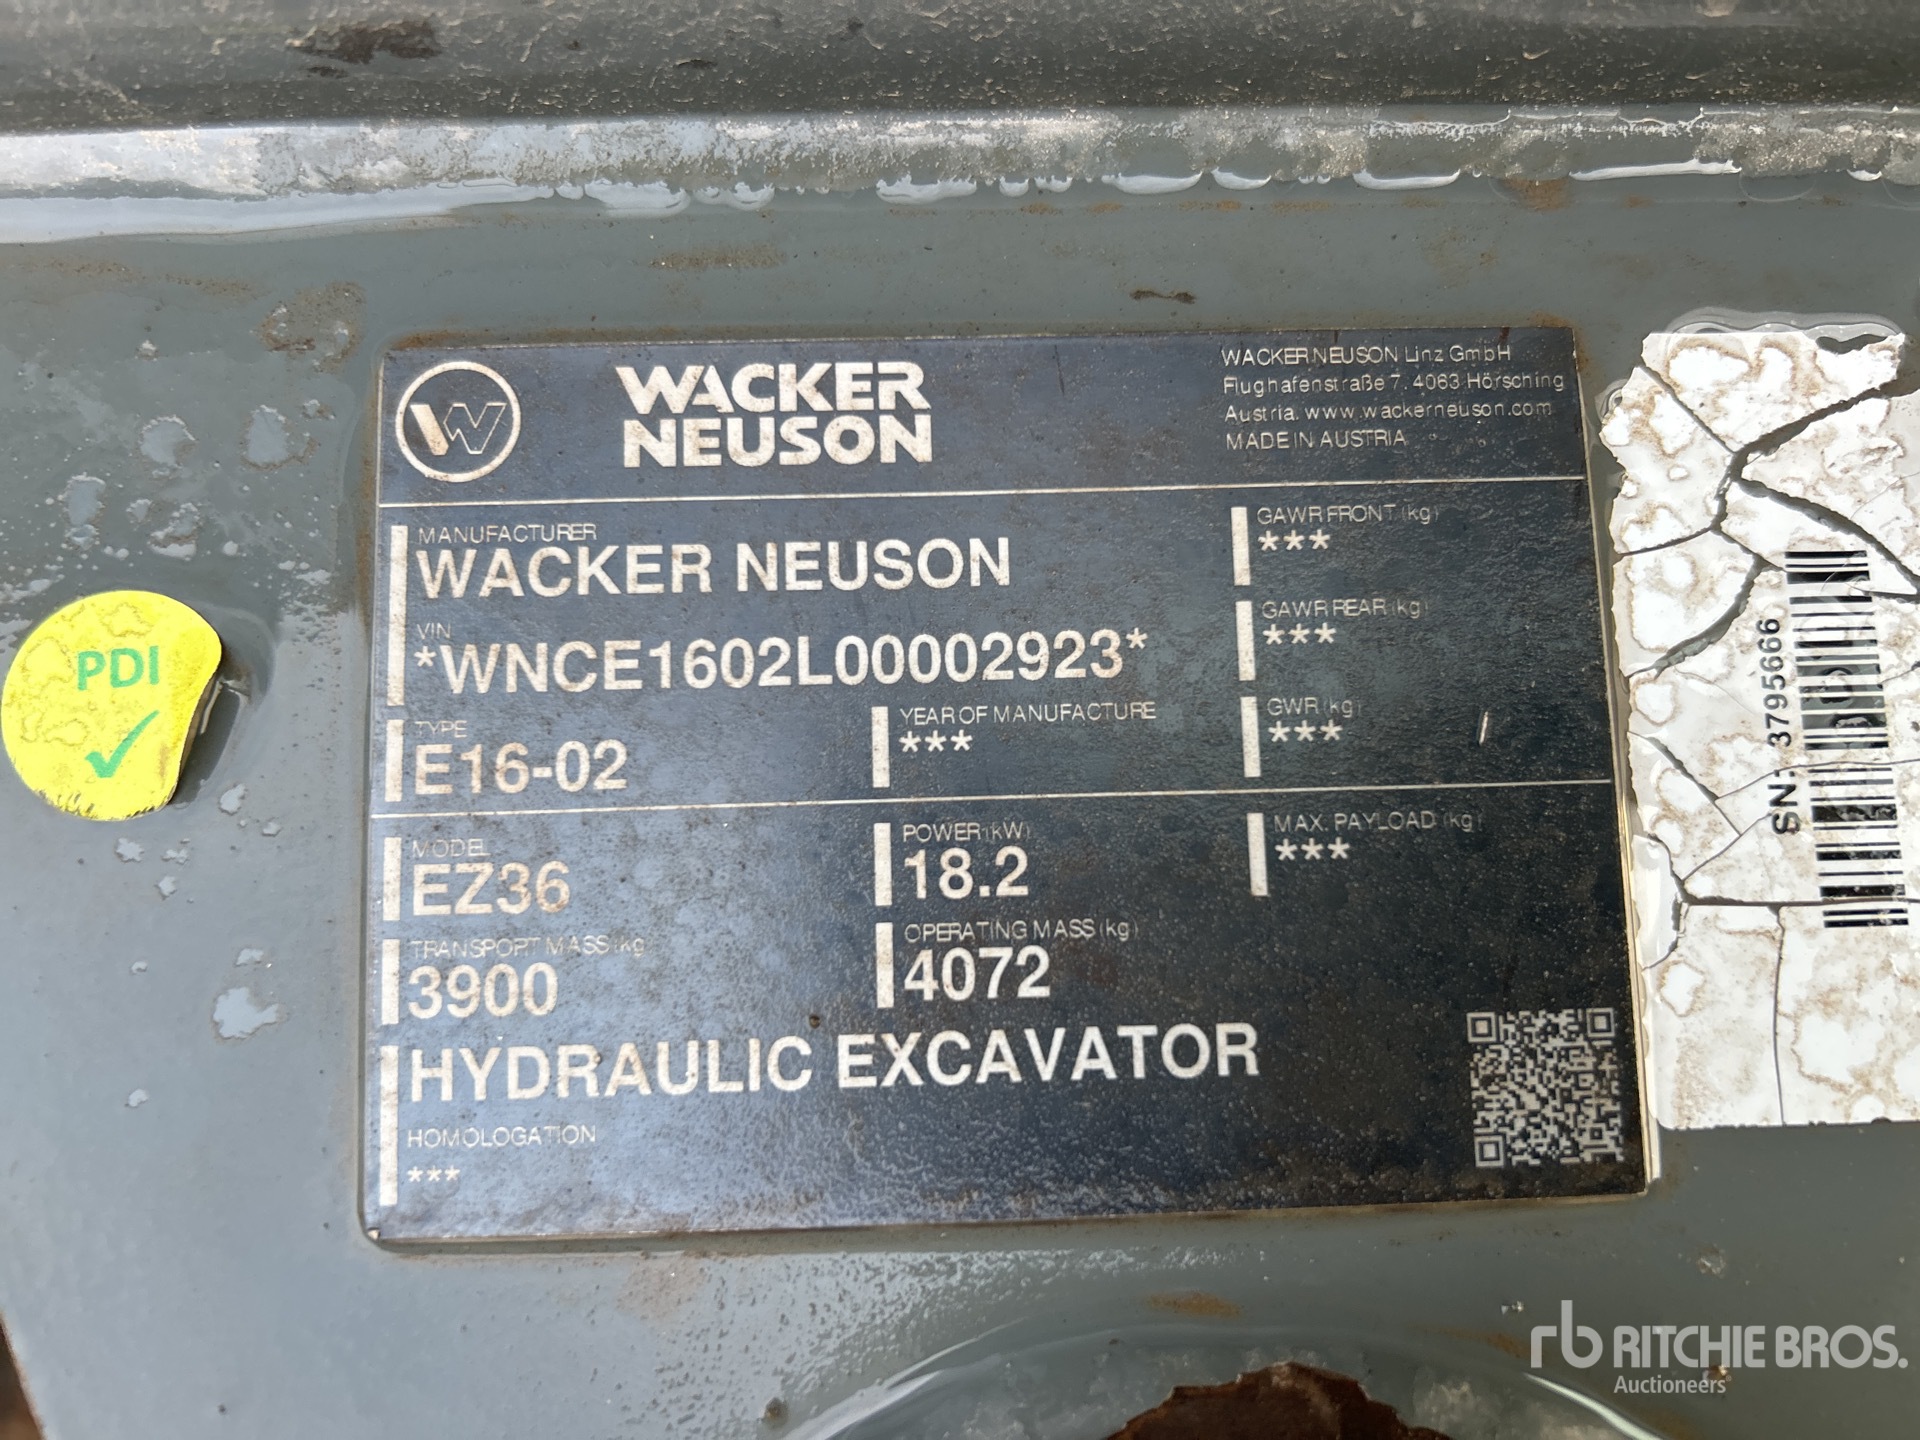 WACKER
NEUSON
WACKER NEUSON Linz GmbH
Flughafenstraße 7, 4063 Hörsching
Austria. www.wackerneuson.com
MADE IN AUSTRIA
MANUFACTURER
WACKER NEUSON
VIN
*WNCE1602L00002923*
TYPE
E16-02
YEAR OF MANUFACTURE
***
GAWR FRONT (kg)
***
GAWR REAR (kg)
***
GWR (kg)
***
MODEL
EZ36
POWER (kW)
18.2
MAX. PAYLOAD (kg)
***
TRANSPORT MASS (kg)
3900
OPERATING MASS (kg)
4072
HYDRAULIC EXCAVATOR
HOMOLOGATION
***
PDI
SN: 3795666
rb RITCHIE BROS.
Auctioneers